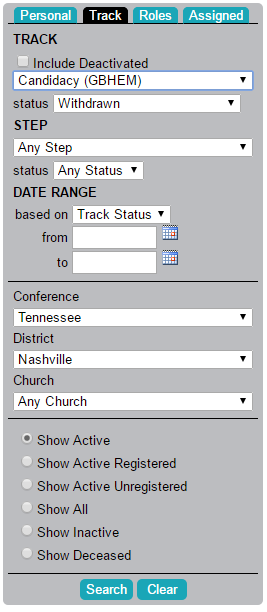 Personal Track Roles Assigned
TRACK
Include Deactivated
Candidacy (GBHEM)
status Withdrawn
STEP
Any Step
status Any Status
DATE RANGE
based on Track Status
from
to
Conference
Tennessee
District
Nashville
Church
Any Church
Show Active
Show Active Registered
Show Active Unregistered
Show All
Show Inactive
Show Deceased
Search Clear